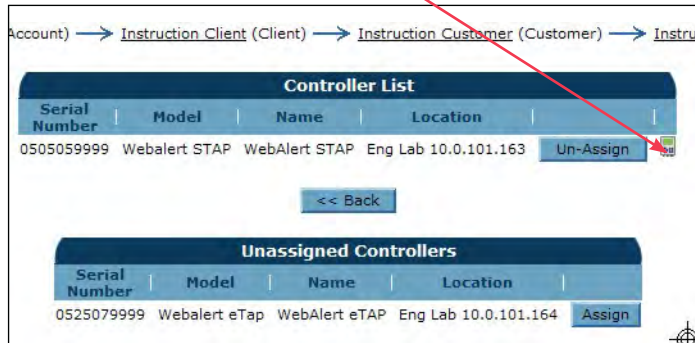 Account) Instruction Client (Client) Instruction Customer (Customer)
Controller List
Serial Number Model Name Location
0505059999 Webalert STAP WebAlert STAP Eng Lab 10.0.101.163 Un-Assign
<< Back
Unassigned Controllers
Serial Number Model Name Location
0525079999 Webalert eTap WebAlert eTAP Eng Lab 10.0.101.164 Assign